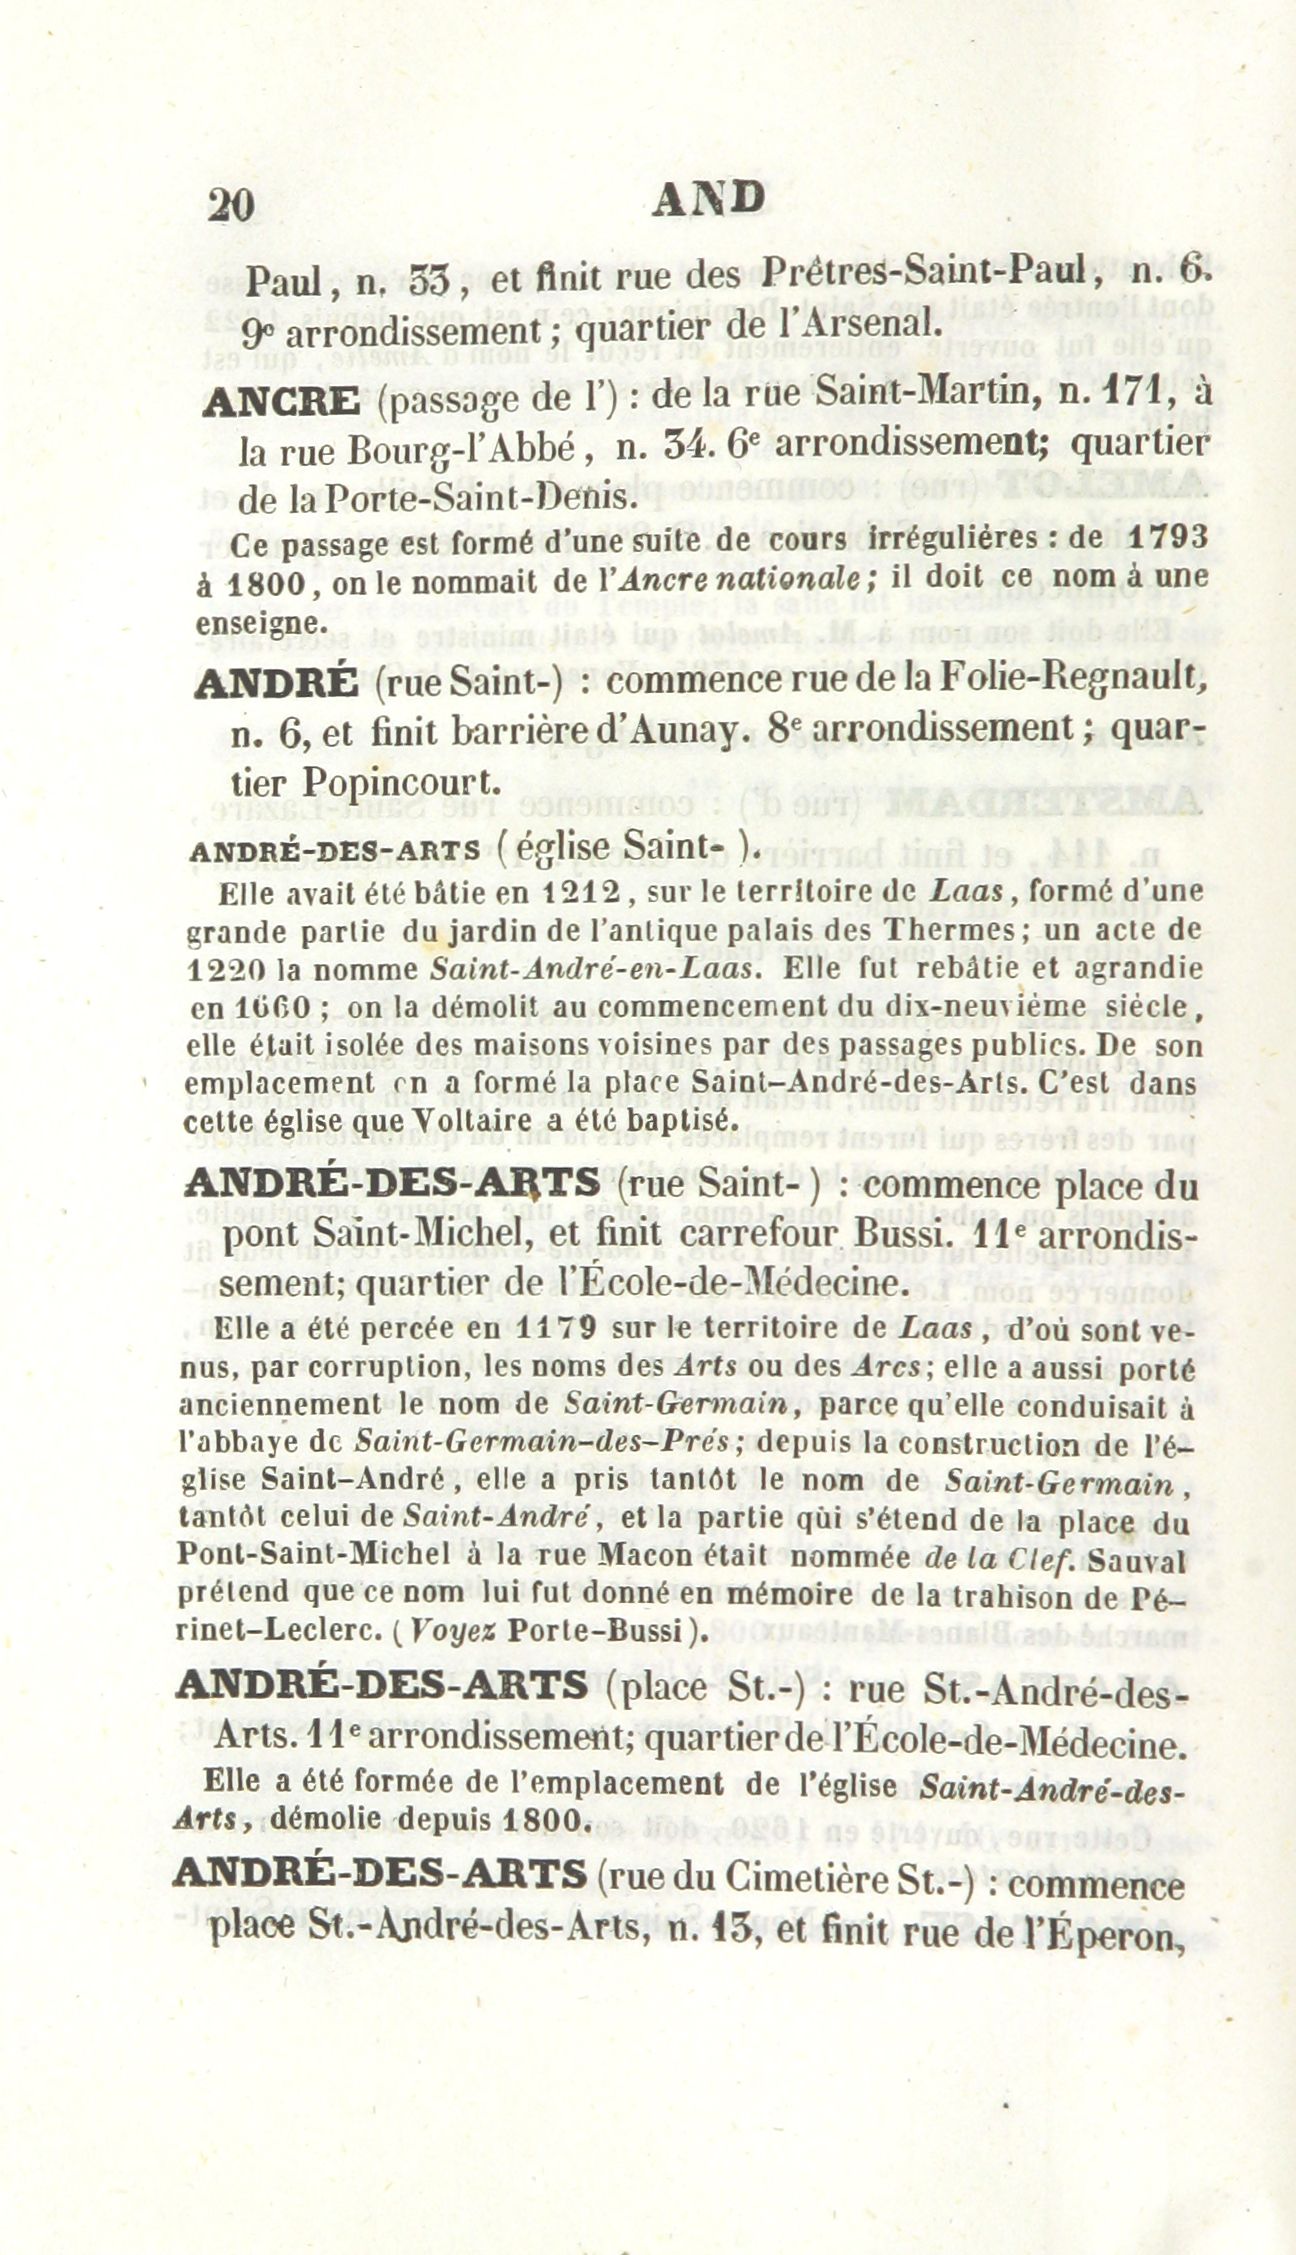 20
AND
Paul, n. 33, et finit rue des Prêtres-Saint-Paul, n. 6.
9e arrondissement; quartier de l'Arsenal.
ANCRE (passage de l') : de la rue Saint-Martin, n. 171, à
la rue Bourg-l'Abbé, n. 34. 6e arrondissement; quartier
de la Porte-Saint-Denis.
Ce passage est formé d'une suite de cours irrégulières : de 1793
à 1800, on le nommait de l'Ancre nationale; il doit ce nom à une
enseigne.
ANDRÉ (rue Saint-) : commence rue de la Folie-Regnault,
n. 6, et finit barrière d'Aunay. 8e arrondissement; quar-
tier Popincourt.
ANDRÉ-DES-ARTS (église Saint-).
Elle avait été bâtie en 1212, sur le territoire de Laas, formé d'une
grande partie du jardin de l'antique palais des Thermes; un acte de
1220 la nomme Saint-André-en-Laas. Elle fut rebâtie et agrandie
en 1660; on la démolit au commencement du dix-neuvième siècle,
elle était isolée des maisons voisines par des passages publics. De son
emplacement on a formé la place Saint-André-des-Arts. C'est dans
cette église que Voltaire a été baptisé.
ANDRÉ-DES-ARTS (rue Saint-) : commence place du
pont Saint-Michel, et finit carrefour Bussi. 11e arrondis-
sement; quartier de l'École-de-Médecine.
Elle a été percée en 1179 sur le territoire de Laas, d'où sont ve-
nus, par corruption, les noms des Arts ou des Arcs; elle a aussi porté
anciennement le nom de Saint-Germain, parce qu'elle conduisait à
l'abbaye de Saint-Germain-des-Prés; depuis la construction de l'é-
glise Saint-André, elle a pris tantôt le nom de Saint-Germain,
tantôt celui de Saint-André, et la partie qui s'étend de la place du
Pont-Saint-Michel à la rue Macon était nommée de la Clef. Sauval
prétend que ce nom lui fut donné en mémoire de la trahison de Pé-
rinet-Leclerc. (Voyez Porte-Bussi).
ANDRÉ-DES-ARTS (place St.-) : rue St.-André-des-
Arts. 11e arrondissement; quartier de l'École-de-Médecine.
Elle a été formée de l'emplacement de l'église Saint-André-des-
Arts, démolie depuis 1800.
ANDRÉ-DES-ARTS (rue du Cimetière St.-) : commence
place St.-André-des-Arts, n. 13, et finit rue de l'Éperon,